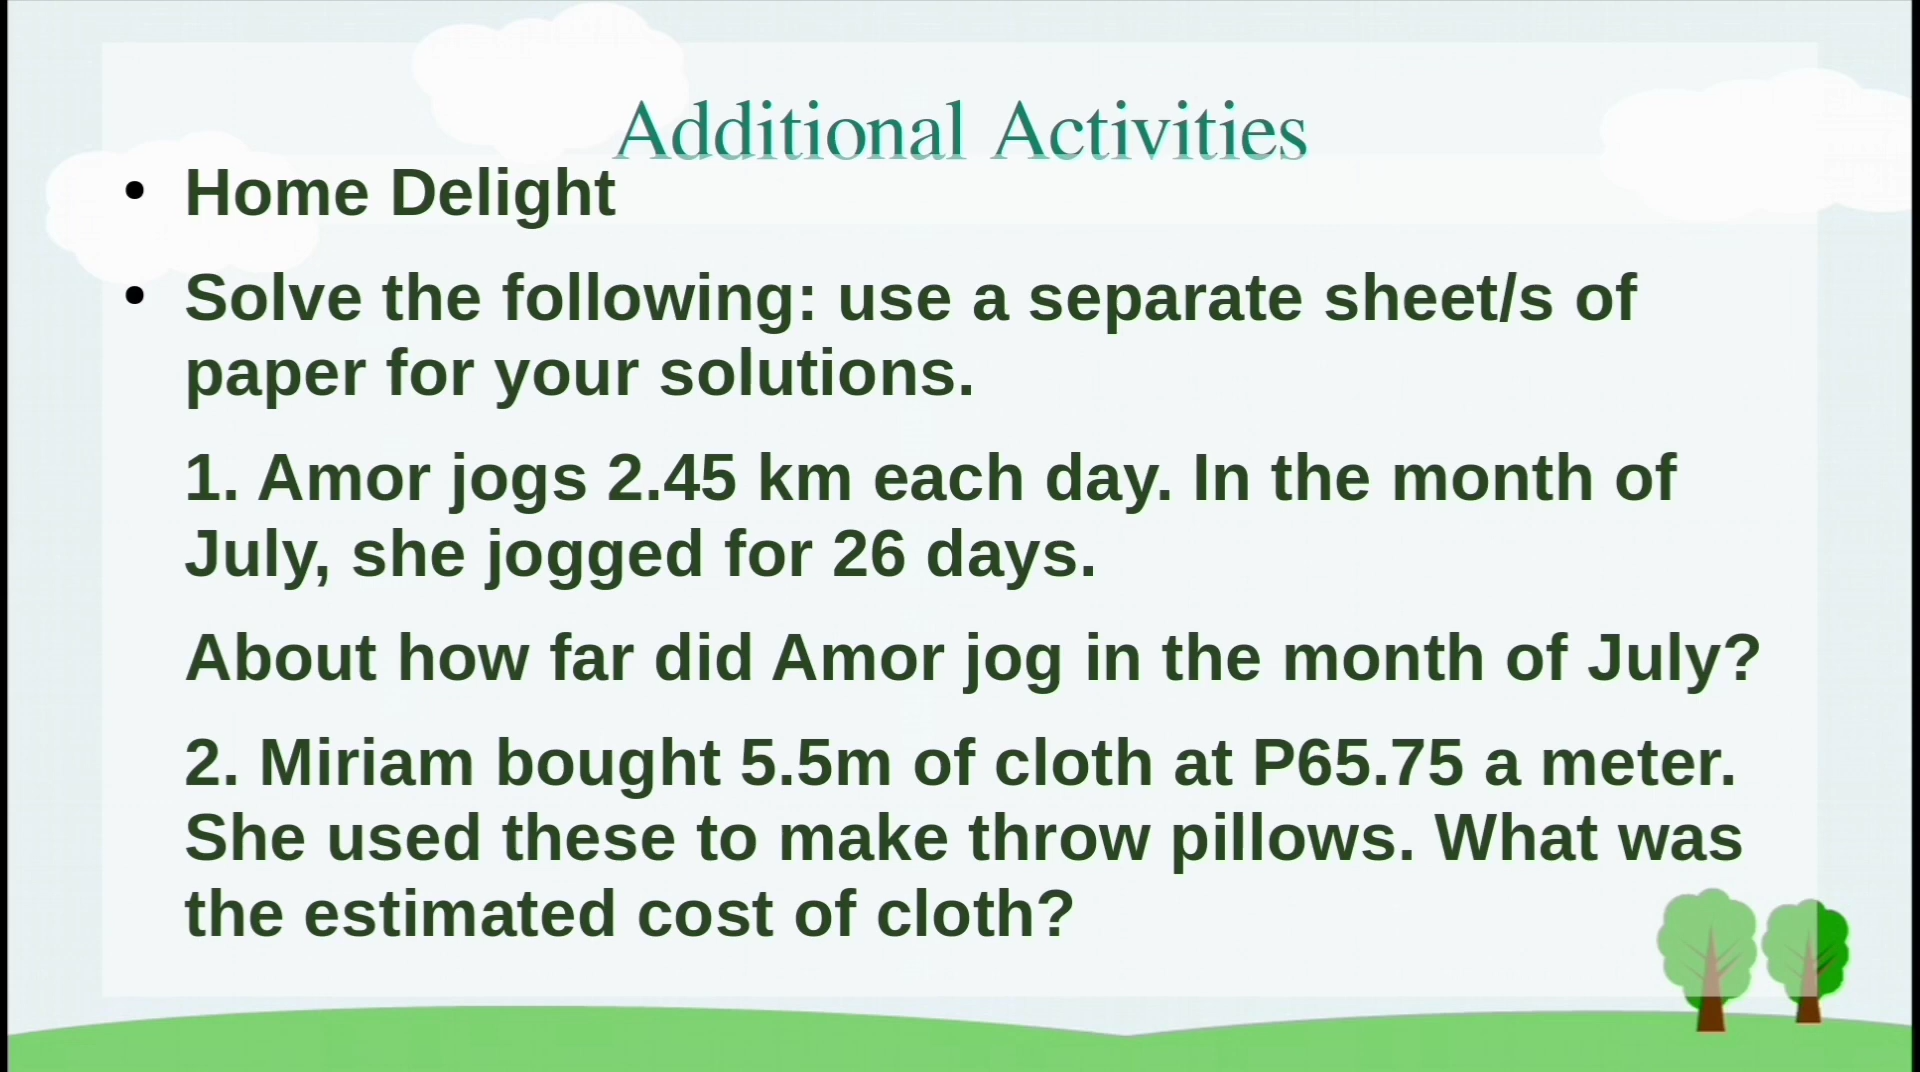 Additional Activities
• Home Delight
• Solve the following: use a separate sheet/s of
paper for your solutions.
1. Amor jogs 2.45 km each day. In the month of
July, she jogged for 26 days.
About how far did Amor jog in the month of July?
2. Miriam bought 5.5m of cloth at P65.75 a meter.
She used these to make throw pillows. What was
the estimated cost of cloth?